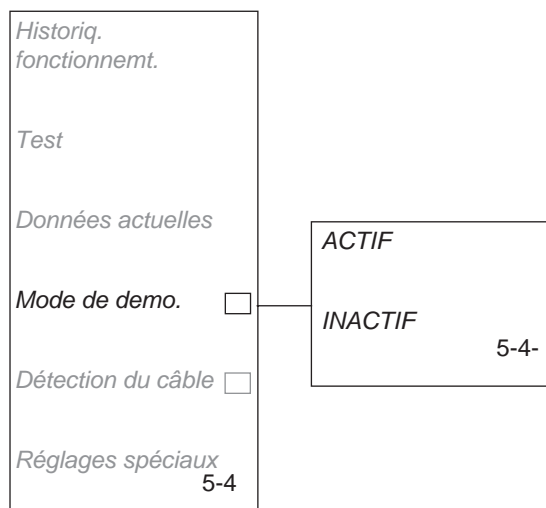 Historiq.
fonctionnemt.
Test
Données actuelles
Mode de demo.
Détection du câble
Réglages spéciaux
5-4
ACTIF
INACTIF
5-4-